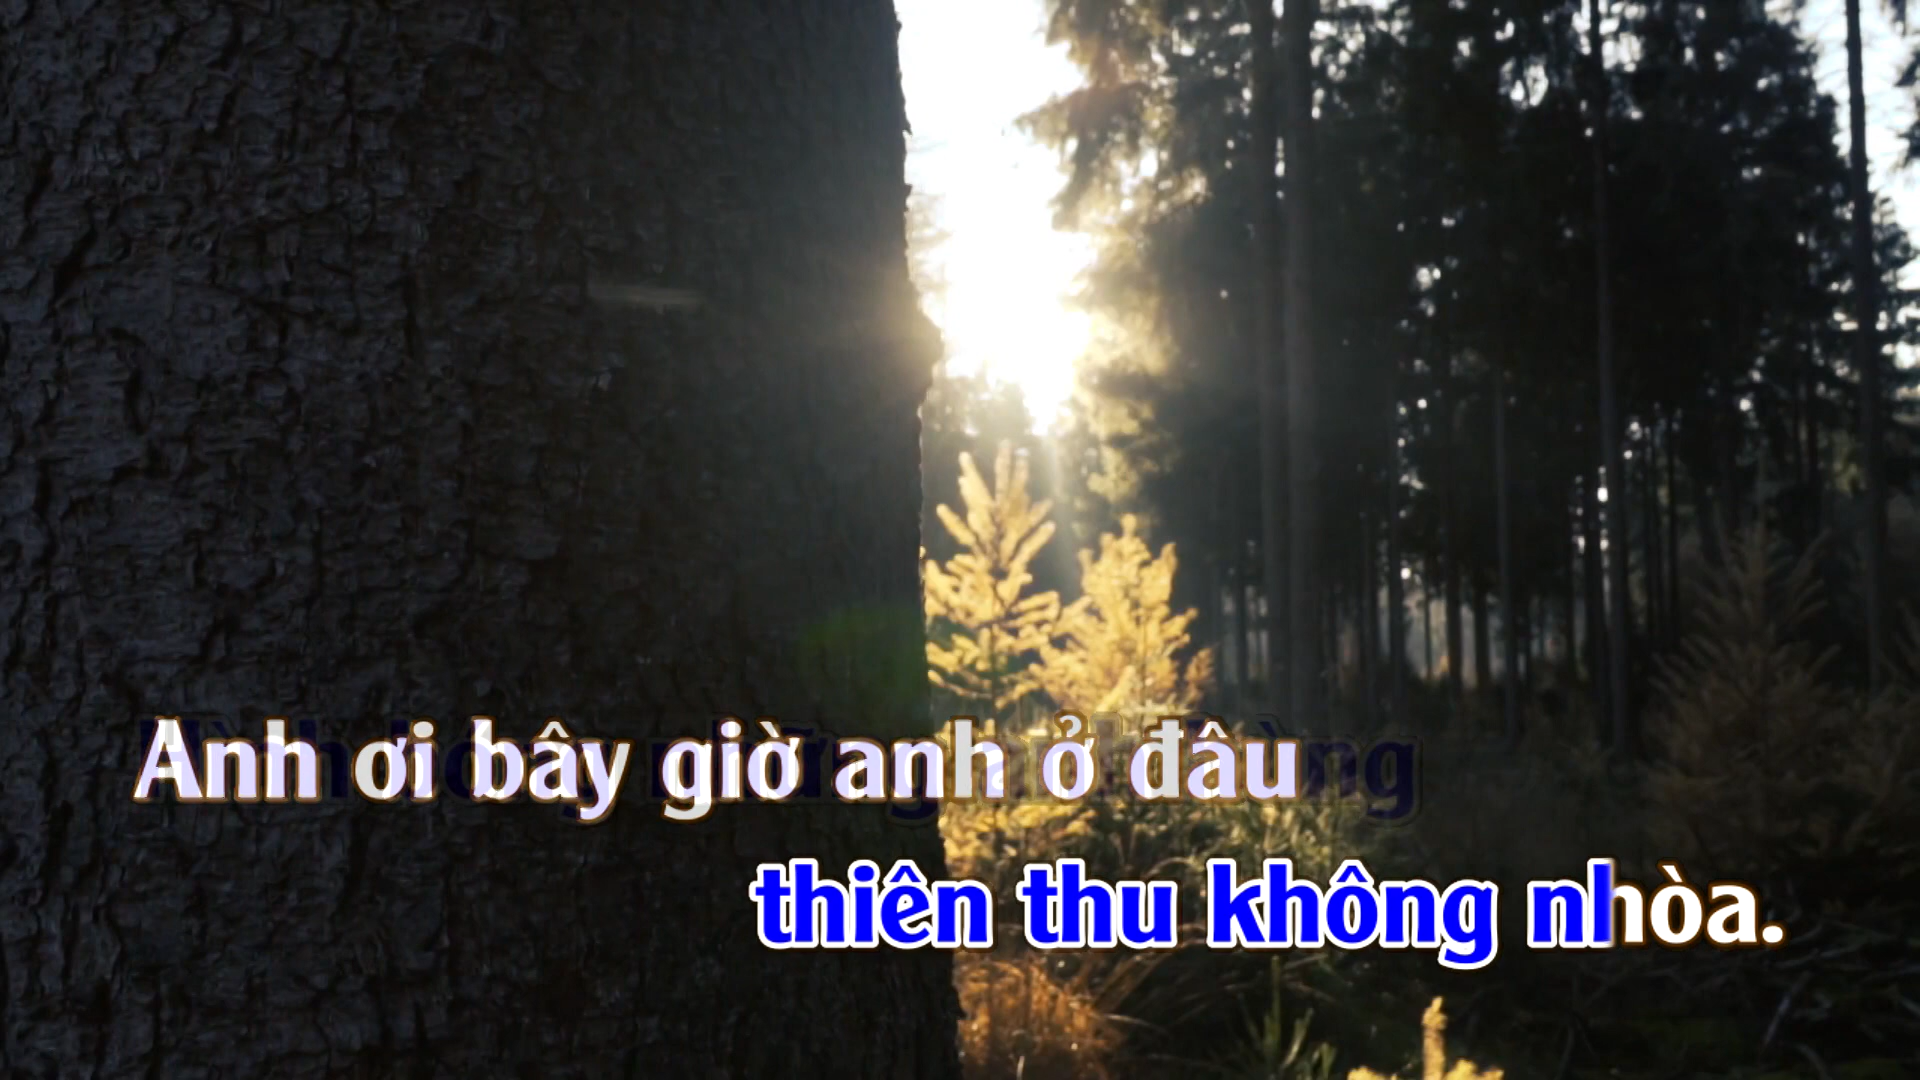 Anh ơi bây giờ anh ở đâu
thiên thu không nhòa.